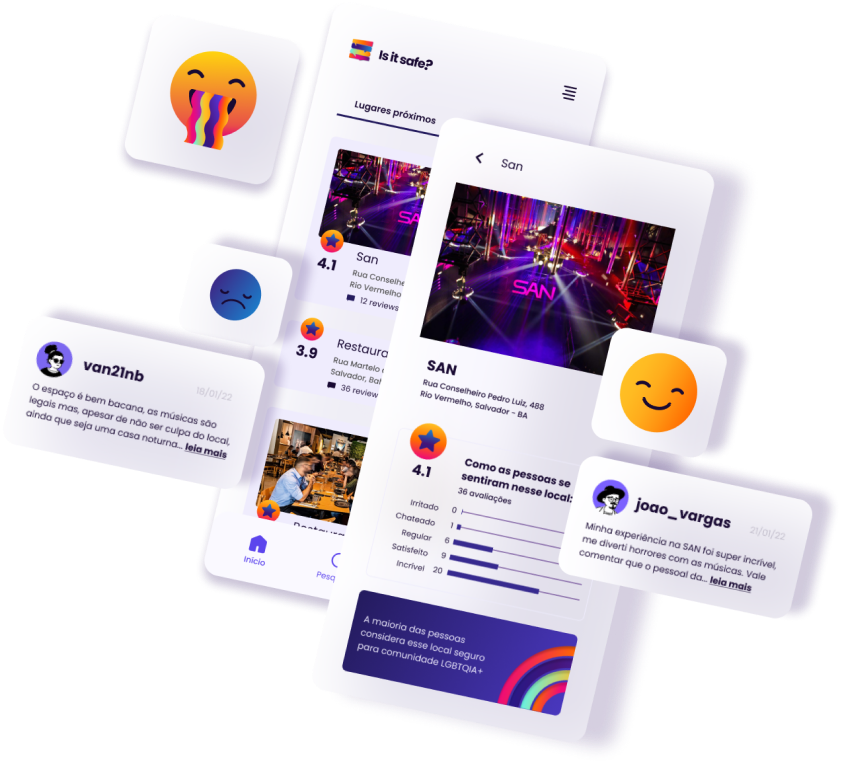 Is it safe?
Lugares próximos
SAN
4.1
San
Rua Conselhe
Rio Vermelho
12 reviews
3.9
Restaura
Rua Martelo
Salvador, Bah
36 review
Restaura
Início
Pesq
van21nb
18/01/22
O espaço é bem bacana, as músicas são
legais mas, apesar de não ser culpa do local,
ainda que seja uma casa noturna... leia mais
San
SAN
SAN
Rua Conselheiro Pedro Luiz, 488
Rio Vermelho, Salvador - BA
4.1
Como as pessoas se
sentiram nesse local:
36 avaliações
Irritado 0
Chateado 1
Regular 6
Satisfeito 9
Incrível 20
A maioria das pessoas
considera esse local seguro
para comunidade LGBTQIA+
joao_vargas
21/01/22
Minha experiência na SAN foi super incrível,
me diverti horrores com as músicas. Vale
comentar que o pessoal da... leia mais